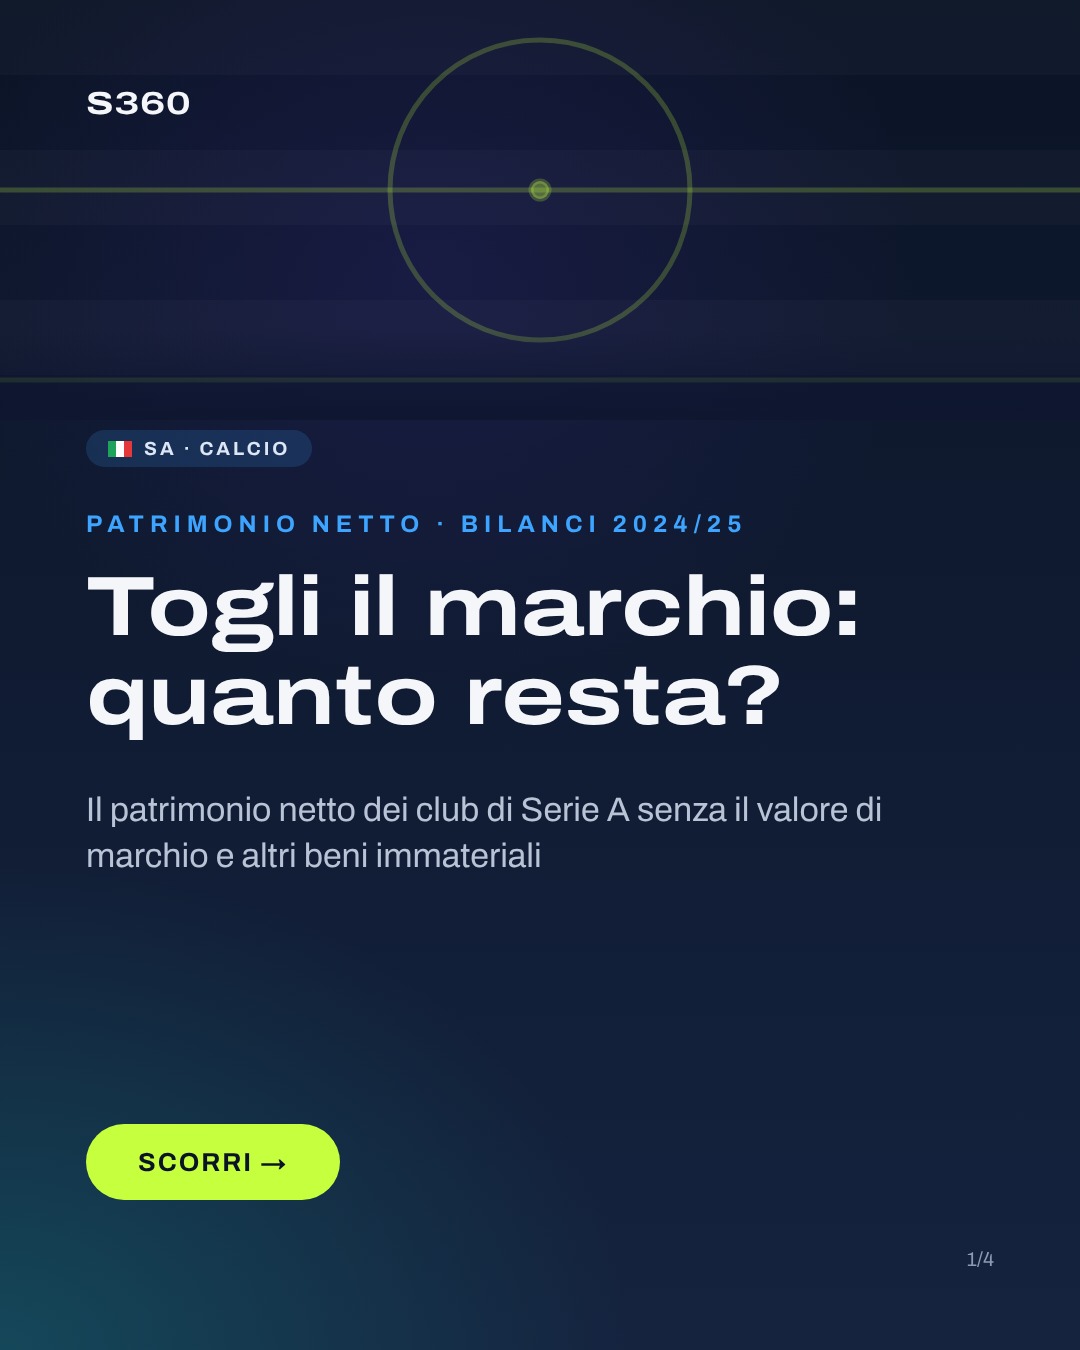 S360
SA · CALCIO
PATRIMONIO NETTO · BILANCI 2024/25
Togli il marchio:
quanto resta?
Il patrimonio netto dei club di Serie A senza il valore di
marchio e altri beni immateriali
SCORRI →
1/4